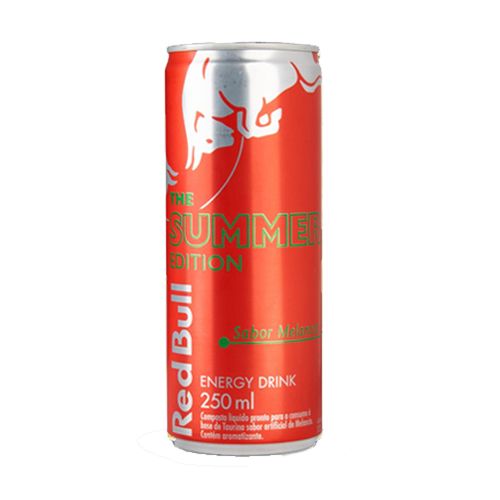 THE
SUMMER
EDITION
Sabor
Red Bull
ENERGY DRINK
250 ml
Composto líquido pronto para o consumo à
base de Taurina sabor artificial de Melancia.
Contém aromatizante.